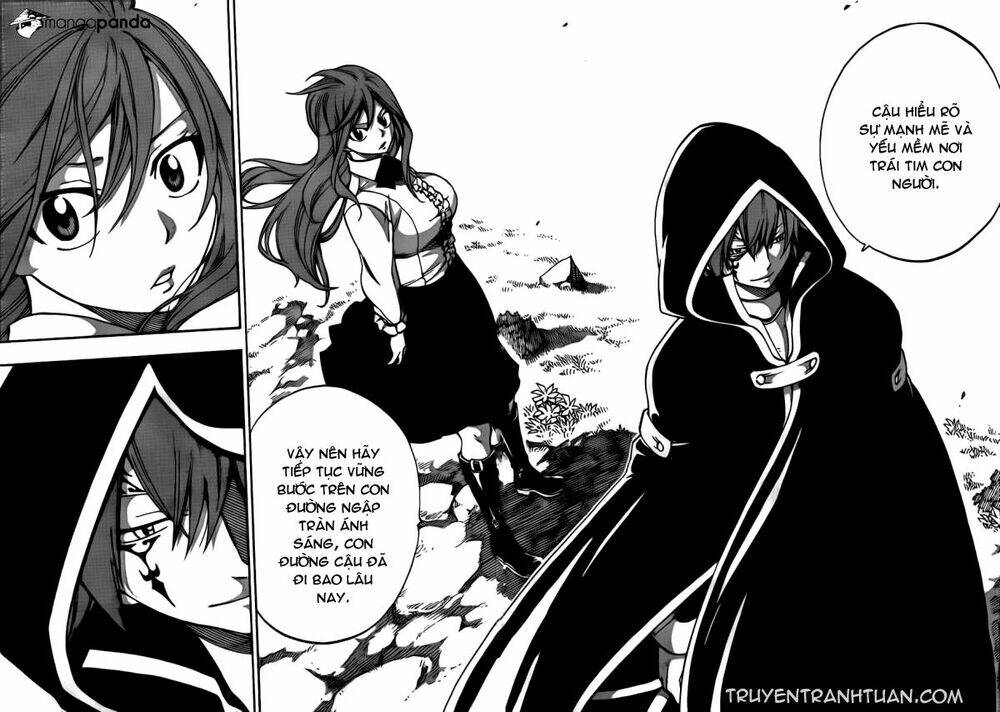 mangapanda
CẬU HIỂU RÕ
SỰ MẠNH MẼ VÀ
YẾU MỀM NƠI
TRÁI TIM CON
NGƯỜI.
VẬY NÊN HÃY
TIẾP TỤC VỮNG
BƯỚC TRÊN CON
ĐƯỜNG NGẬP
TRÀN ÁNH
SÁNG, CON
ĐƯỜNG CẬU ĐÃ
ĐI BAO LÂU
NAY.
TRUYENTRANHTUAN.COM